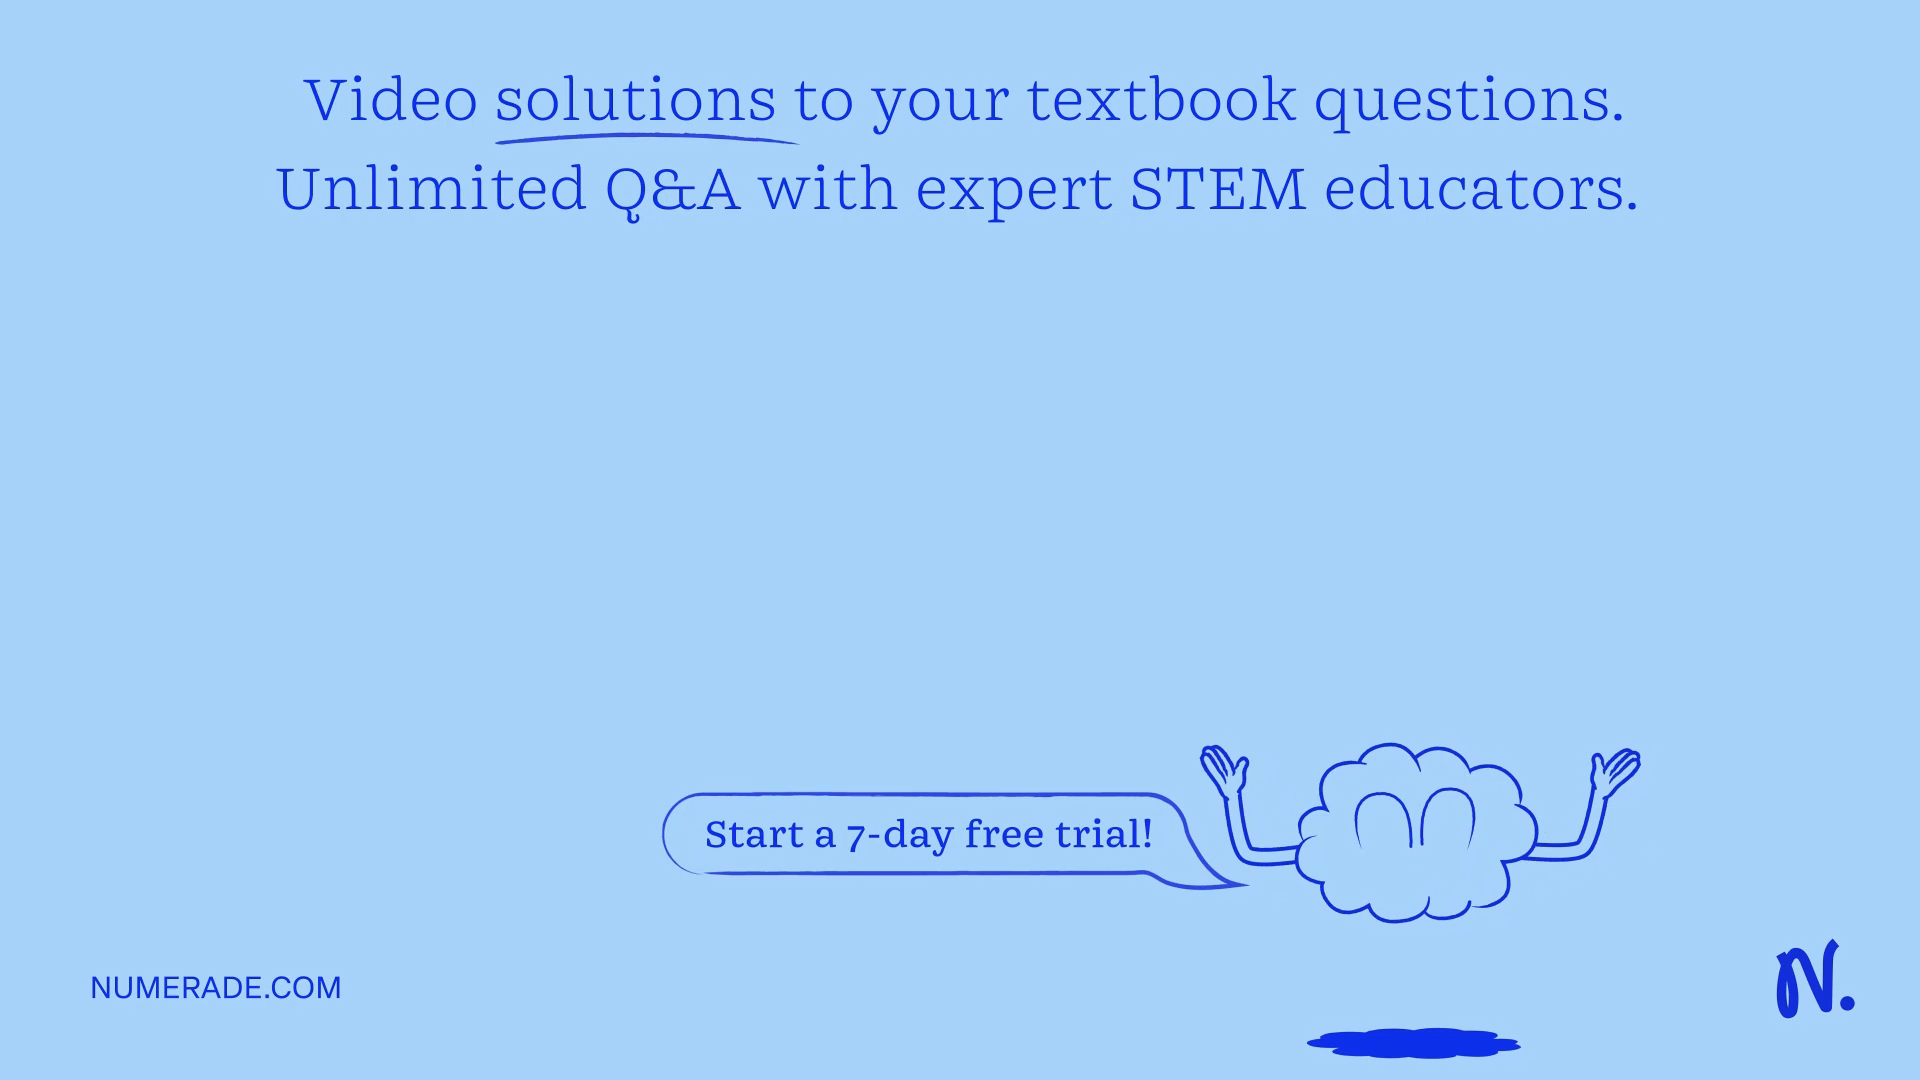 Video solutions to your textbook questions.
Unlimited Q&A with expert STEM educators.
Start a 7-day free trial!
NUMERADE.COM
N.